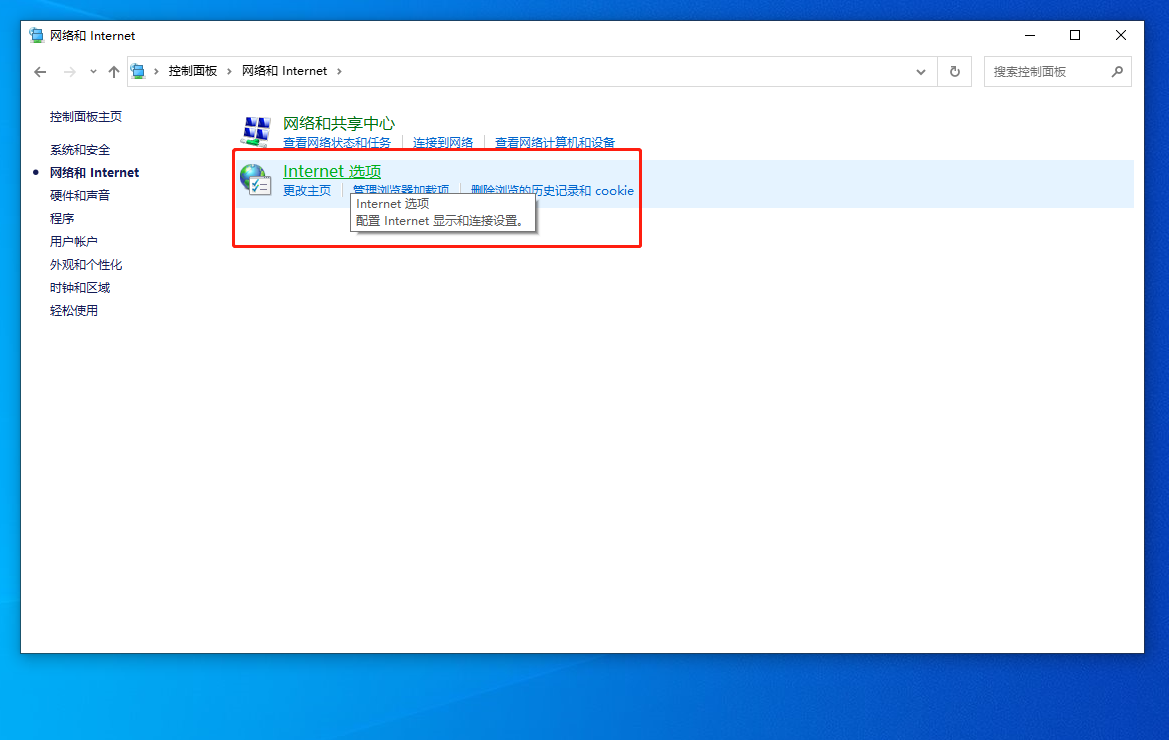 网络和 Internet
控制面板 网络和 Internet 搜索控制面板
控制面板主页
系统和安全
网络和 Internet
硬件和声音
程序
用户帐户
外观和个性化
时钟和区域
轻松使用
网络和共享中心
查看网络状态和任务 连接到网络 查看网络计算机和设备
Internet 选项
更改主页 管理浏览器加载项 删除浏览的历史记录和 cookie
Internet 选项
配置 Internet 显示和连接设置。